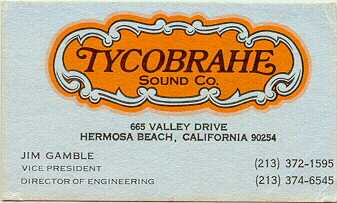 TYCOBRAHE
SOUND CO.
665 VALLEY DRIVE
HERMOSA BEACH, CALIFORNIA 90254
JIM GAMBLE
VICE PRESIDENT
DIRECTOR OF ENGINEERING
(213) 372-1595
(213) 374-6545